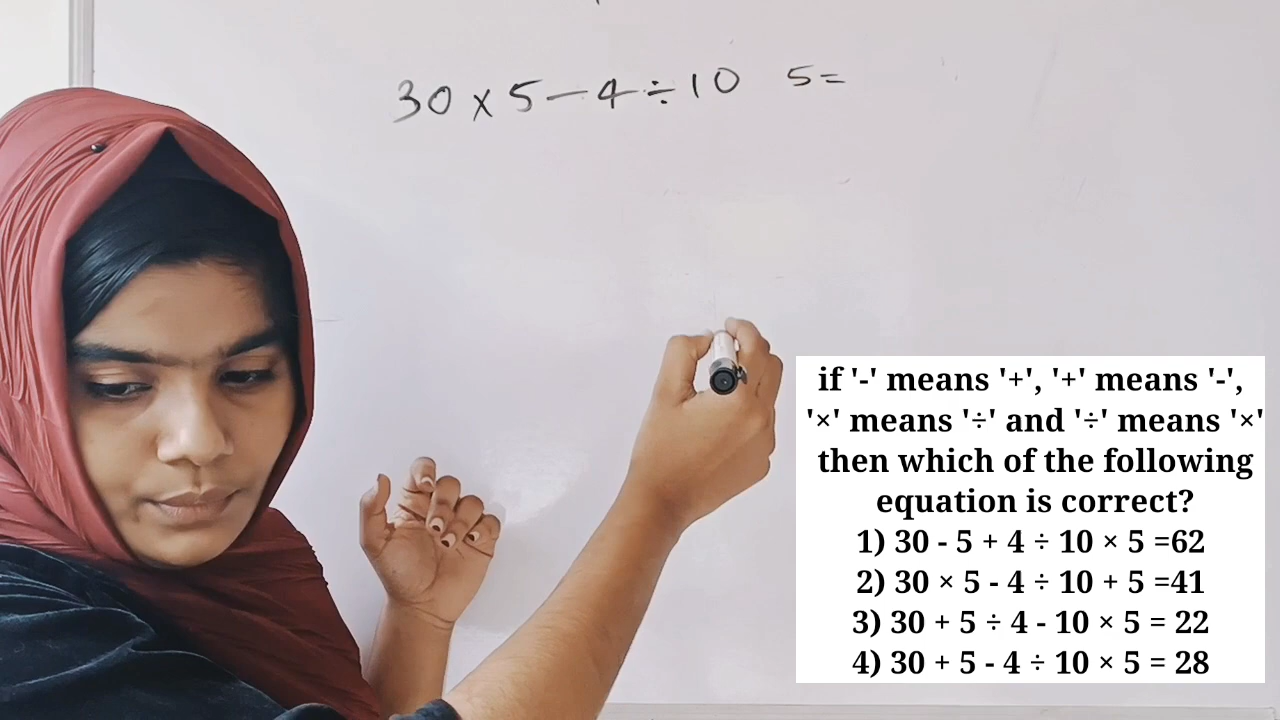 30 × 5 — 4 ÷ 10 5 =
if '-' means '+', '+' means '-',
'×' means '÷' and '÷' means '×'
then which of the following
equation is correct?
1) 30 - 5 + 4 ÷ 10 × 5 =62
2) 30 × 5 - 4 ÷ 10 + 5 =41
3) 30 + 5 ÷ 4 - 10 × 5 = 22
4) 30 + 5 - 4 ÷ 10 × 5 = 28